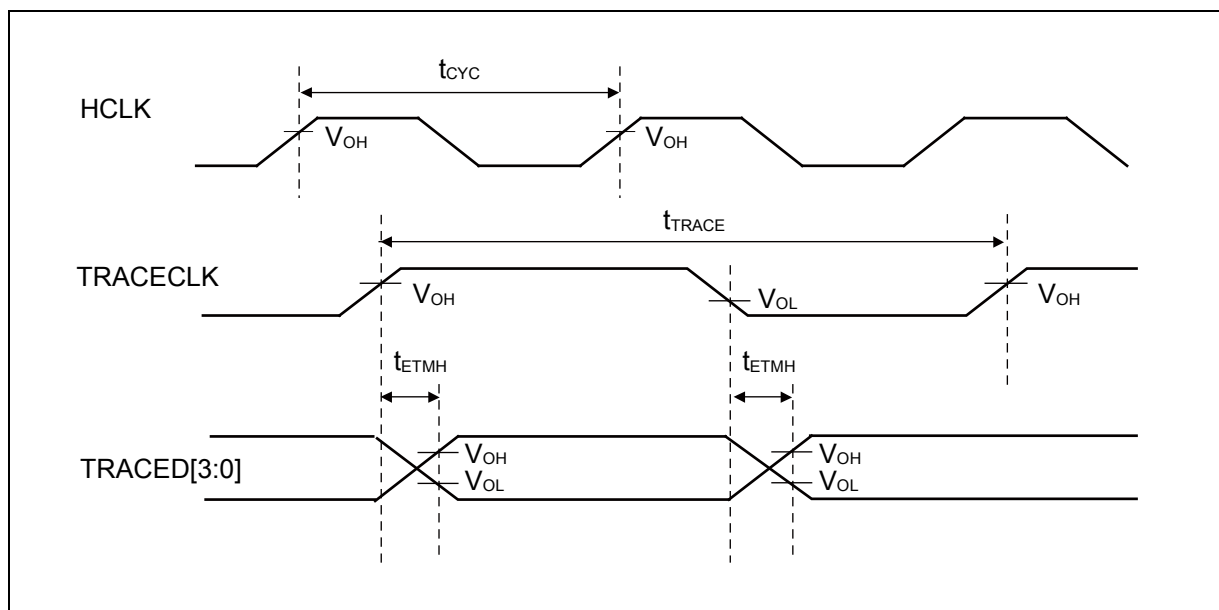 tCYC
HCLK
VOH
VOH
tTRACE
TRACECLK
VOH
VOL
VOH
tETMH
tETMH
TRACED[3:0]
VOH
VOL
VOH
VOL